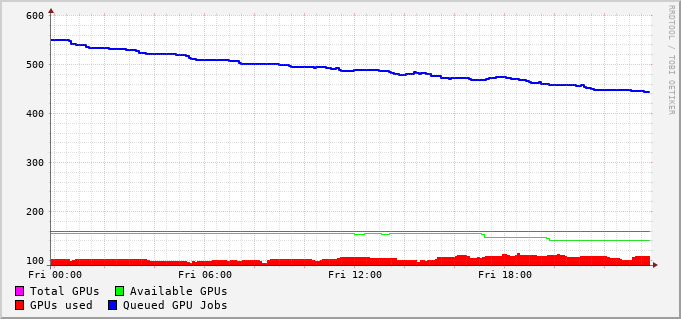 600
500
400
300
200
100
Fri 00:00 Fri 06:00 Fri 12:00 Fri 18:00
Total GPUs Available GPUs
GPUs used Queued GPU Jobs
RRDTOOL / TOBI OETIKER